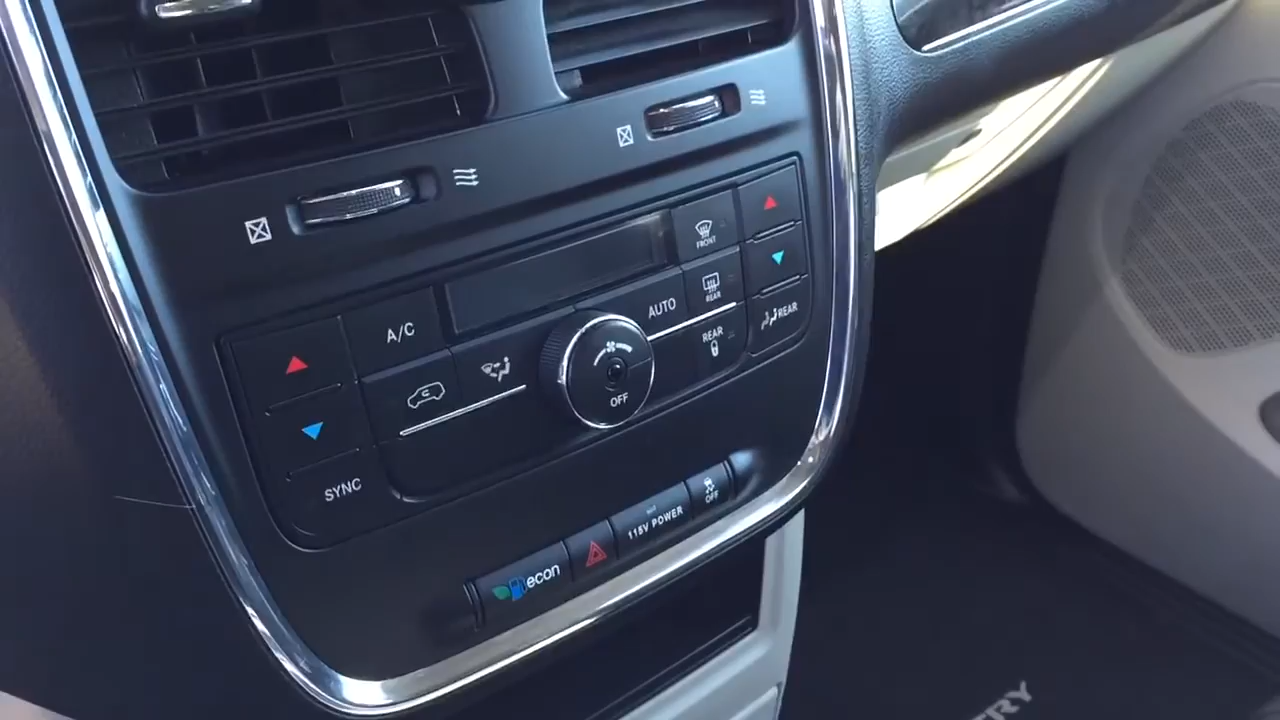 FRONT
A/C
AUTO
REAR
REAR
REAR
OFF
SYNC
115V POWER
OFF
econ